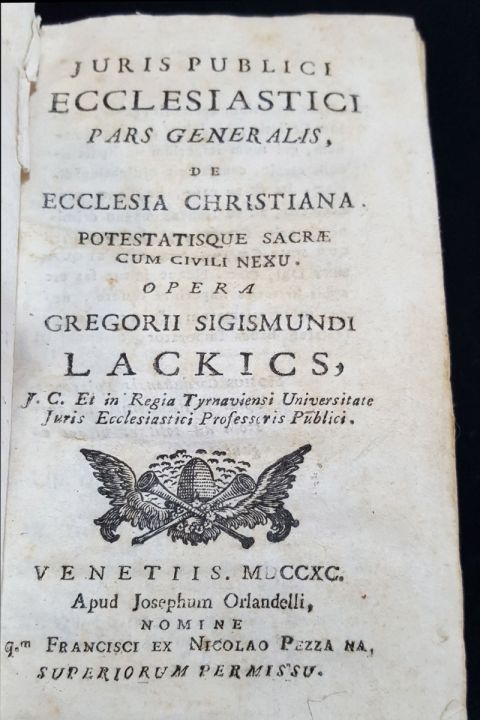 JURIS PUBLICI
ECCLESIASTICI
PARS GENERALIS,
DE
ECCLESIA CHRISTIANA.
POTESTATISQUE SACRÆ
CUM CIVILI NEXU.
OPERA
GREGORII SIGISMUNDI
LACKICS,
J. C. Et in Regia Tyrnaviensi Universitate
Juris Ecclesiastici Professoris Publici.
VENETIIS. MDCCXC.
Apud Josephum Orlandelli,
NOMINE
q.m FRANCISCI EX NICOLAO PEZZANA,
SUPERIORUM PERMISSU.